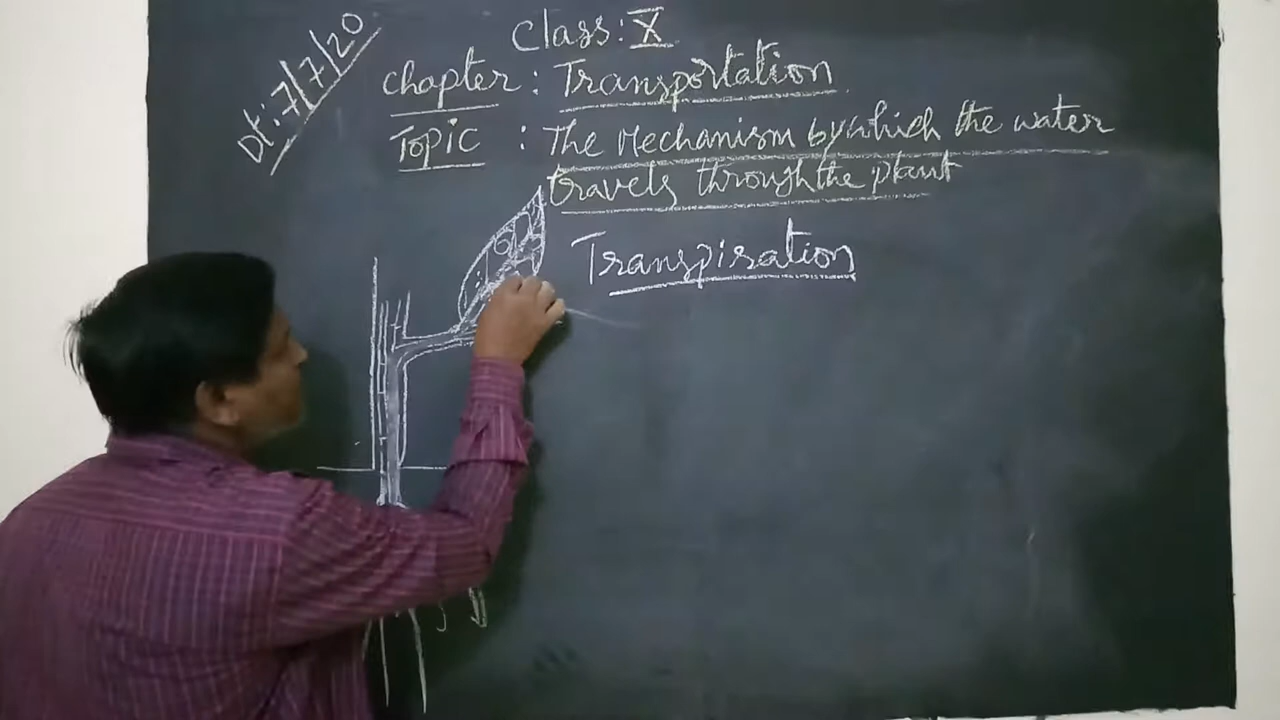 Dt: 7/7/20
Class: X
Chapter : Transportation
Topic : The Mechanism by which the water
travels through the plant
Transpiration